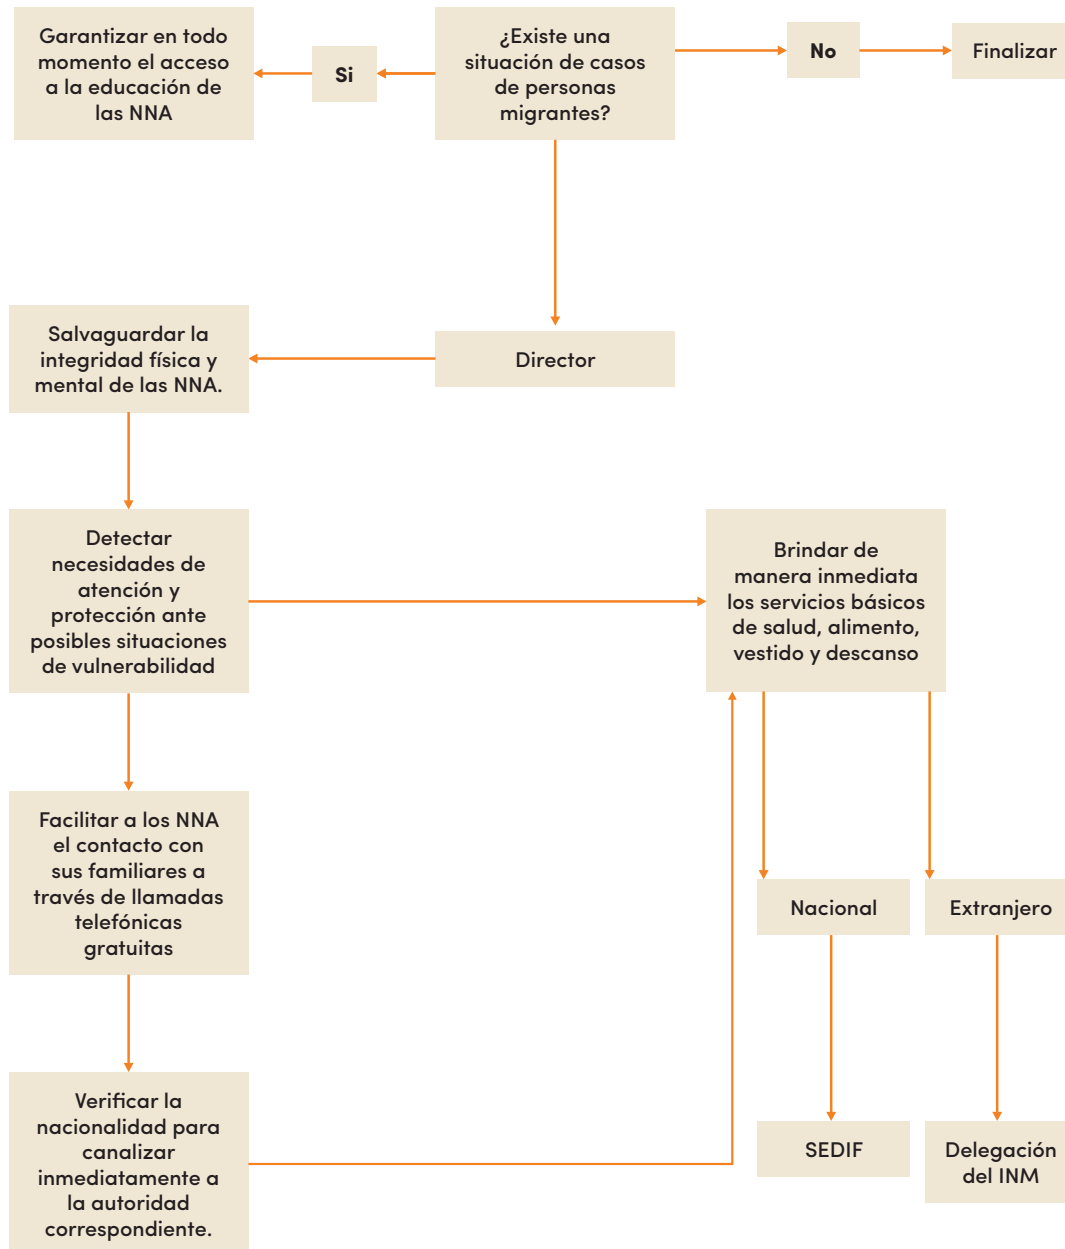 Garantizar en todo
momento el acceso
a la educación de
las NNA
Si
¿Existe una
situación de casos
de personas
migrantes?
No
Finalizar
Salvaguardar la
integridad física y
mental de las NNA.
Director
Detectar
necesidades de
atención y
protección ante
posibles situaciones
de vulnerabilidad
Brindar de
manera inmediata
los servicios básicos
de salud, alimento,
vestido y descanso
Facilitar a los NNA
el contacto con
sus familiares a
través de llamadas
telefónicas
gratuitas
Nacional
Extranjero
Verificar la
nacionalidad para
canalizar
inmediatamente a
la autoridad
correspondiente.
SEDIF
Delegación
del INM